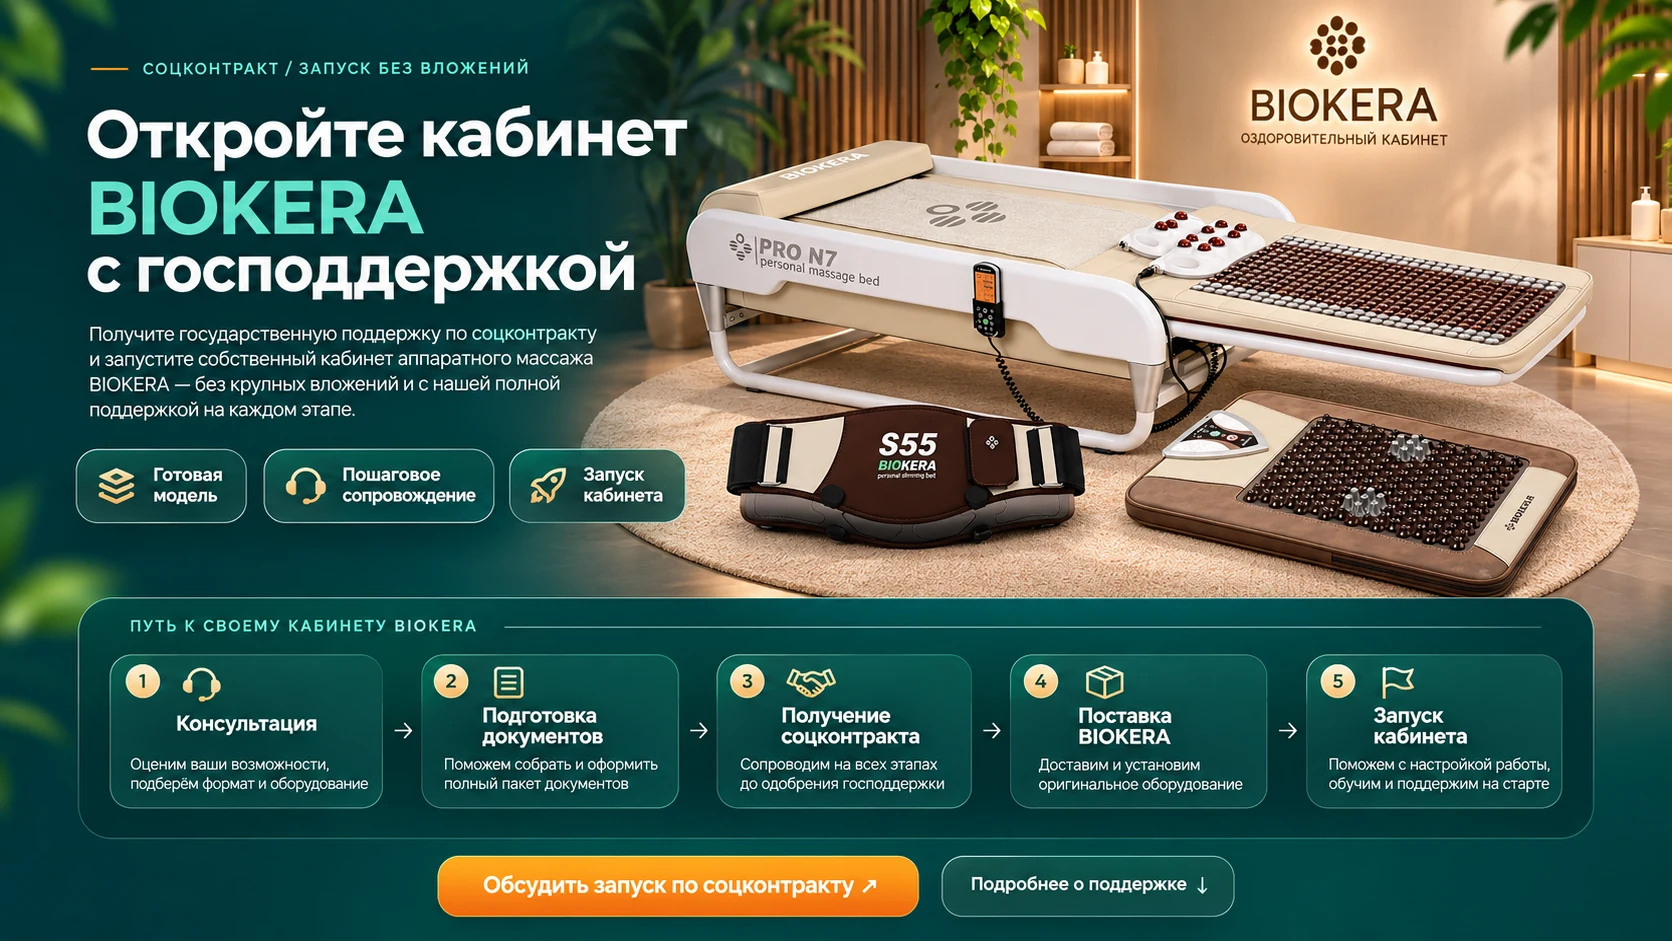 СОЦКОНТРАКТ / ЗАПУСК БЕЗ ВЛОЖЕНИЙ
Откройте кабинет
BIOKERA
с господдержкой
Получите государственную поддержку по соцконтракту
и запустите собственный кабинет аппаратного массажа
BIOKERA — без крупных вложений и с нашей полной
поддержкой на каждом этапе.
Готовая
модель
Пошаговое
сопровождение
Запуск
кабинета
BIOKERA
ОЗДОРОВИТЕЛЬНЫЙ КАБИНЕТ
BIOKERA
PRO N7
personal massage bed
S55
BIOKERA
personal slimming belt
BIOKERA
ПУТЬ К СВОЕМУ КАБИНЕТУ BIOKERA
1
Консультация
Оценим ваши возможности,
подберём формат и оборудование
→
2
Подготовка
документов
Поможем собрать и оформить
полный пакет документов
→
3
Получение
соцконтракта
Сопроводим на всех этапах
до одобрения господдержки
→
4
Поставка
BIOKERA
Доставим и установим
оригинальное оборудование
→
5
Запуск
кабинета
Поможем с настройкой работы,
обучим и поддержим на старте
Обсудить запуск по соцконтракту ↗
Подробнее о поддержке ↓